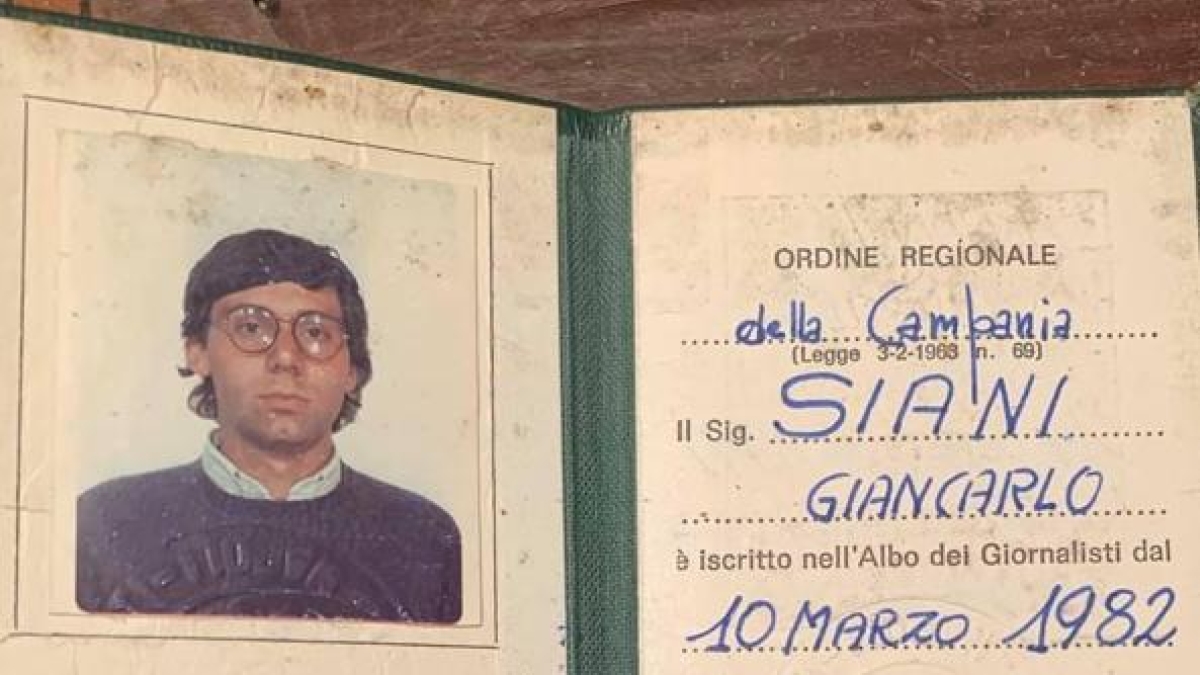 ORDINE REGIONALE
della Campania
(Legge 3-2-1963 n. 69)
Il Sig. SIANI
GIANCARLO
è iscritto nell'Albo dei Giornalisti dal
10 MARZO 1982